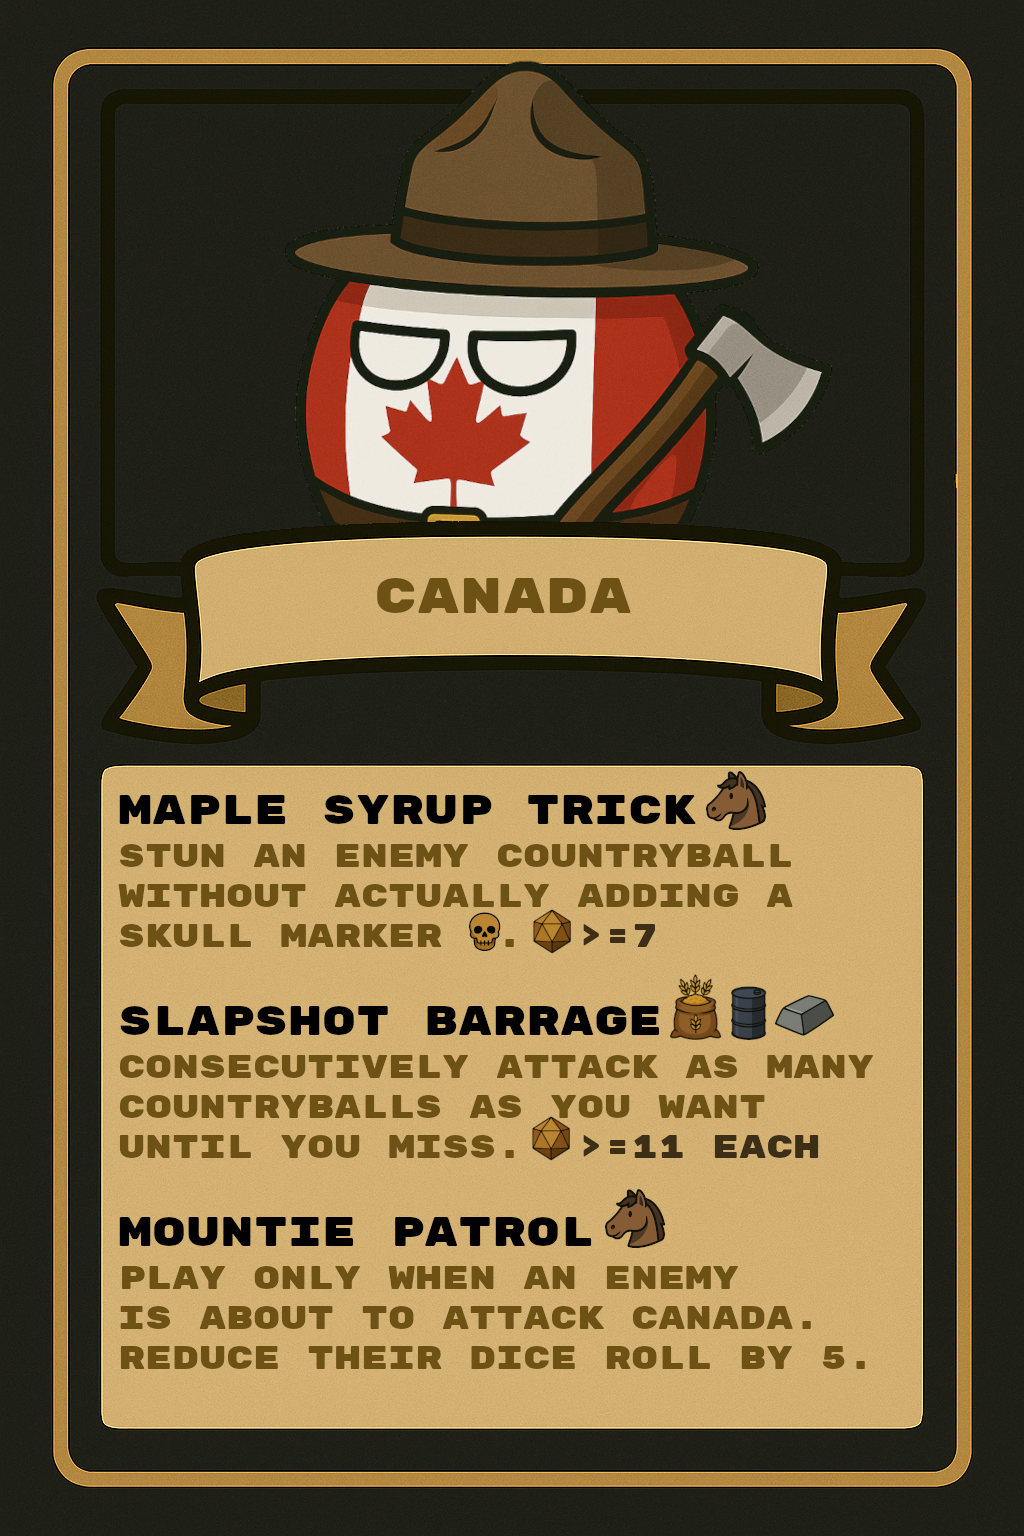 CANADA
MAPLE SYRUP TRICK
STUN AN ENEMY COUNTRYBALL
WITHOUT ACTUALLY ADDING A
SKULL MARKER . >=7
SLAPSHOT BARRAGE
CONSECUTIVELY ATTACK AS MANY
COUNTRYBALLS AS YOU WANT
UNTIL YOU MISS. >=11 EACH
MOUNTIE PATROL
PLAY ONLY WHEN AN ENEMY
IS ABOUT TO ATTACK CANADA.
REDUCE THEIR DICE ROLL BY 5.